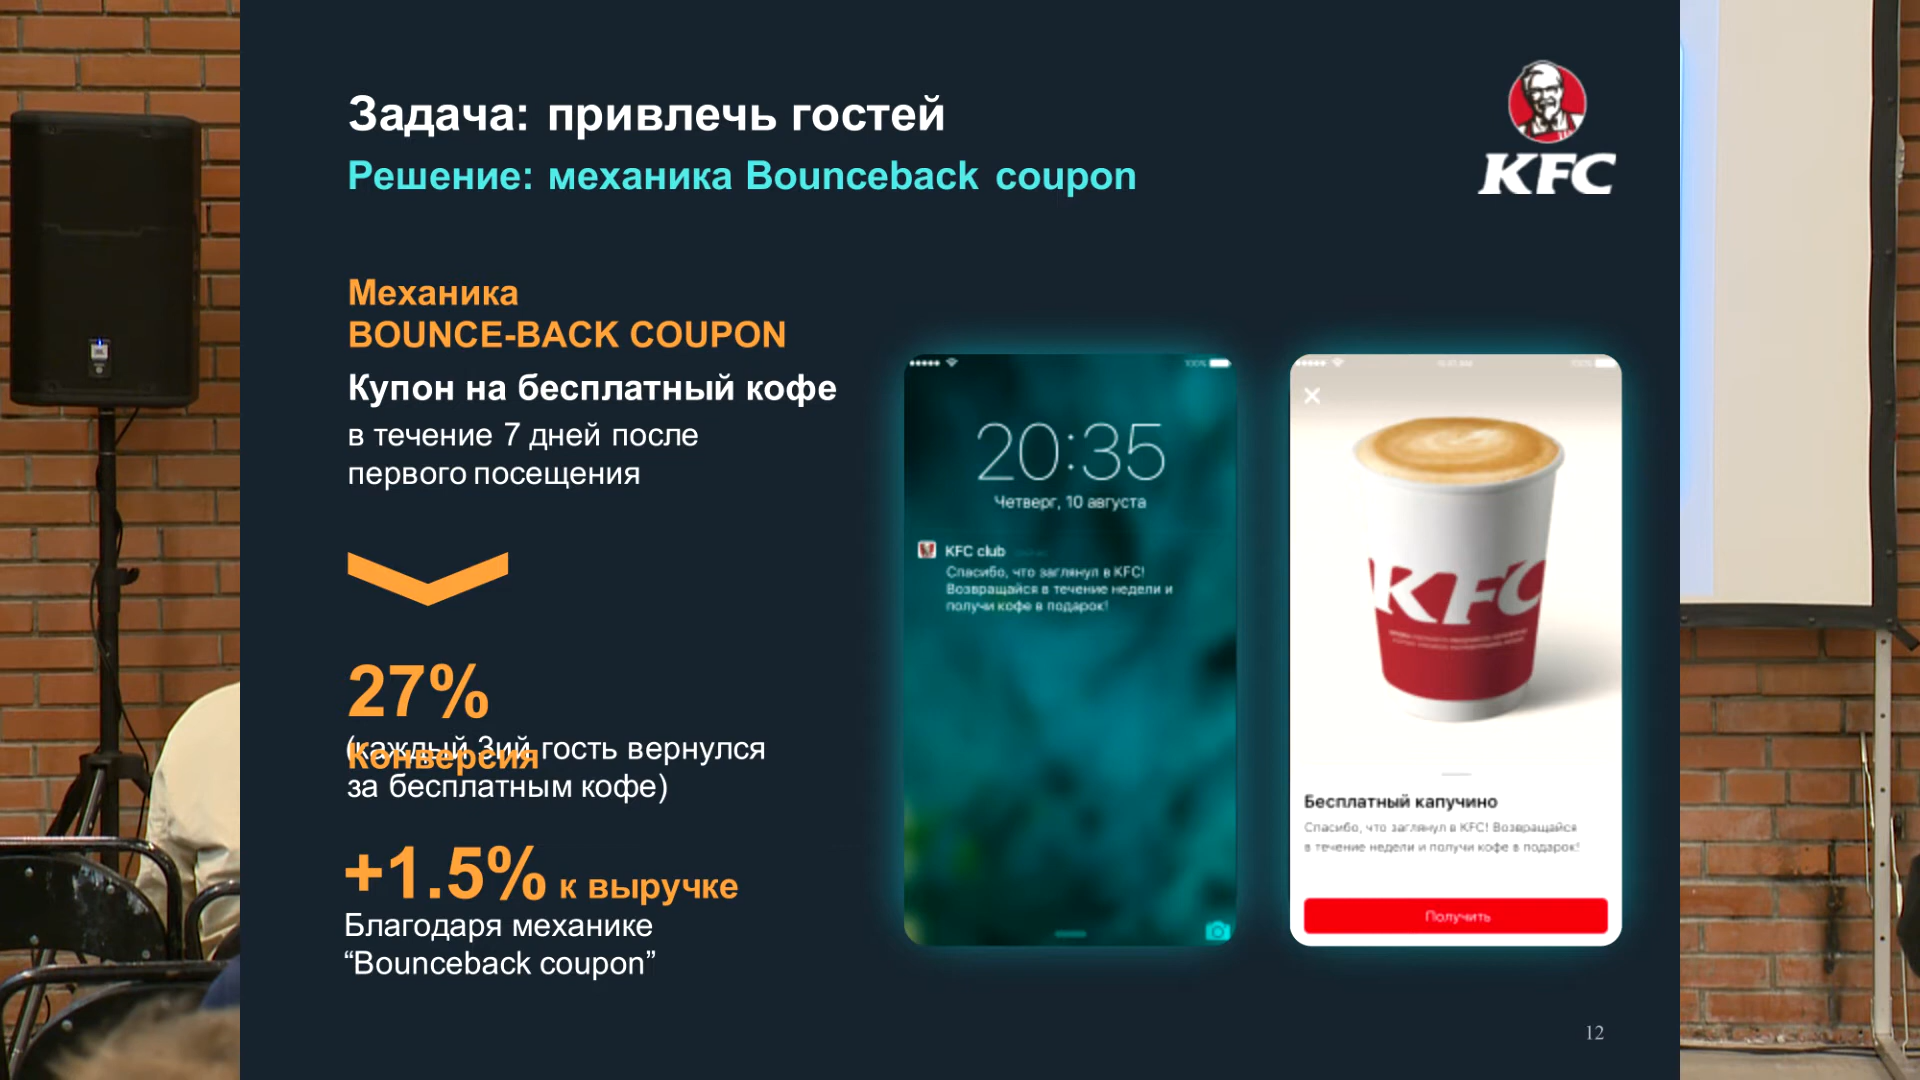 Задача: привлечь гостей
Решение: механика Bounceback coupon
KFC
Механика
BOUNCE-BACK COUPON
Купон на бесплатный кофе
в течение 7 дней после
первого посещения
27%
Конверсия
(каждый 3ий гость вернулся
за бесплатным кофе)
+1.5% к выручке
Благодаря механике
“Bounceback coupon”
100%
20:35
Четверг, 10 августа
KFC club
Спасибо, что заглянул в KFC!
Возвращайся в течение недели и
получи кофе в подарок!
KFC
Бесплатный капучино
Спасибо, что заглянул в KFC! Возвращайся
в течение недели и получи кофе в подарок!
Получить
12